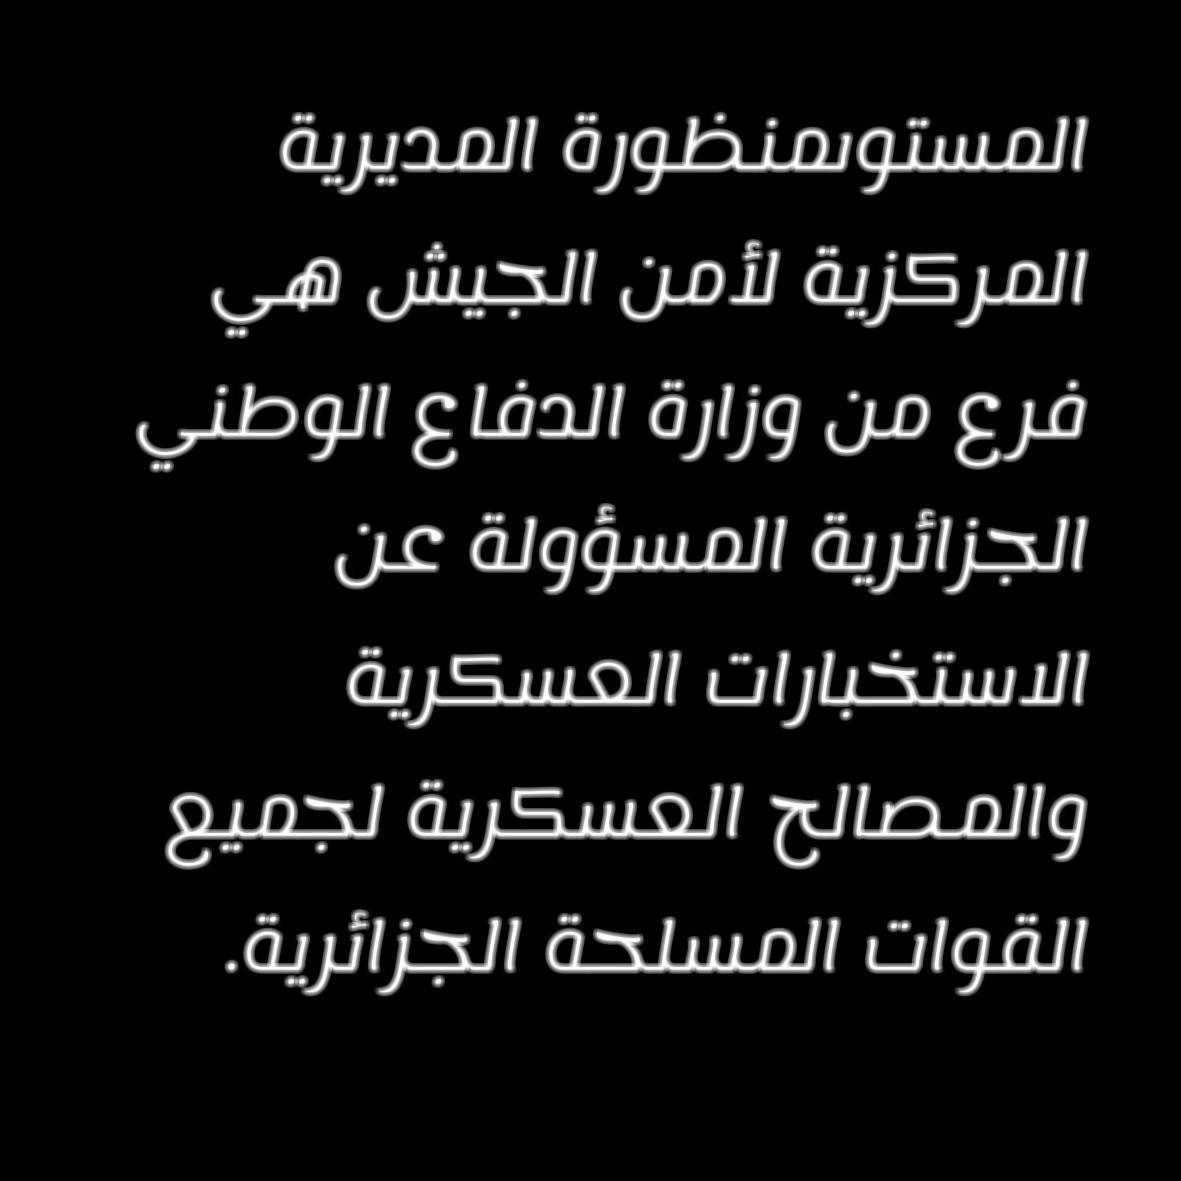 المستوىمنظورة المديرية
المركزية لأمن الجيش هي
فرع من وزارة الدفاع الوطني
الجزائرية المسؤولة عن
الاستخبارات العسكرية
والمصالح العسكرية لجميع
القوات المسلحة الجزائرية.